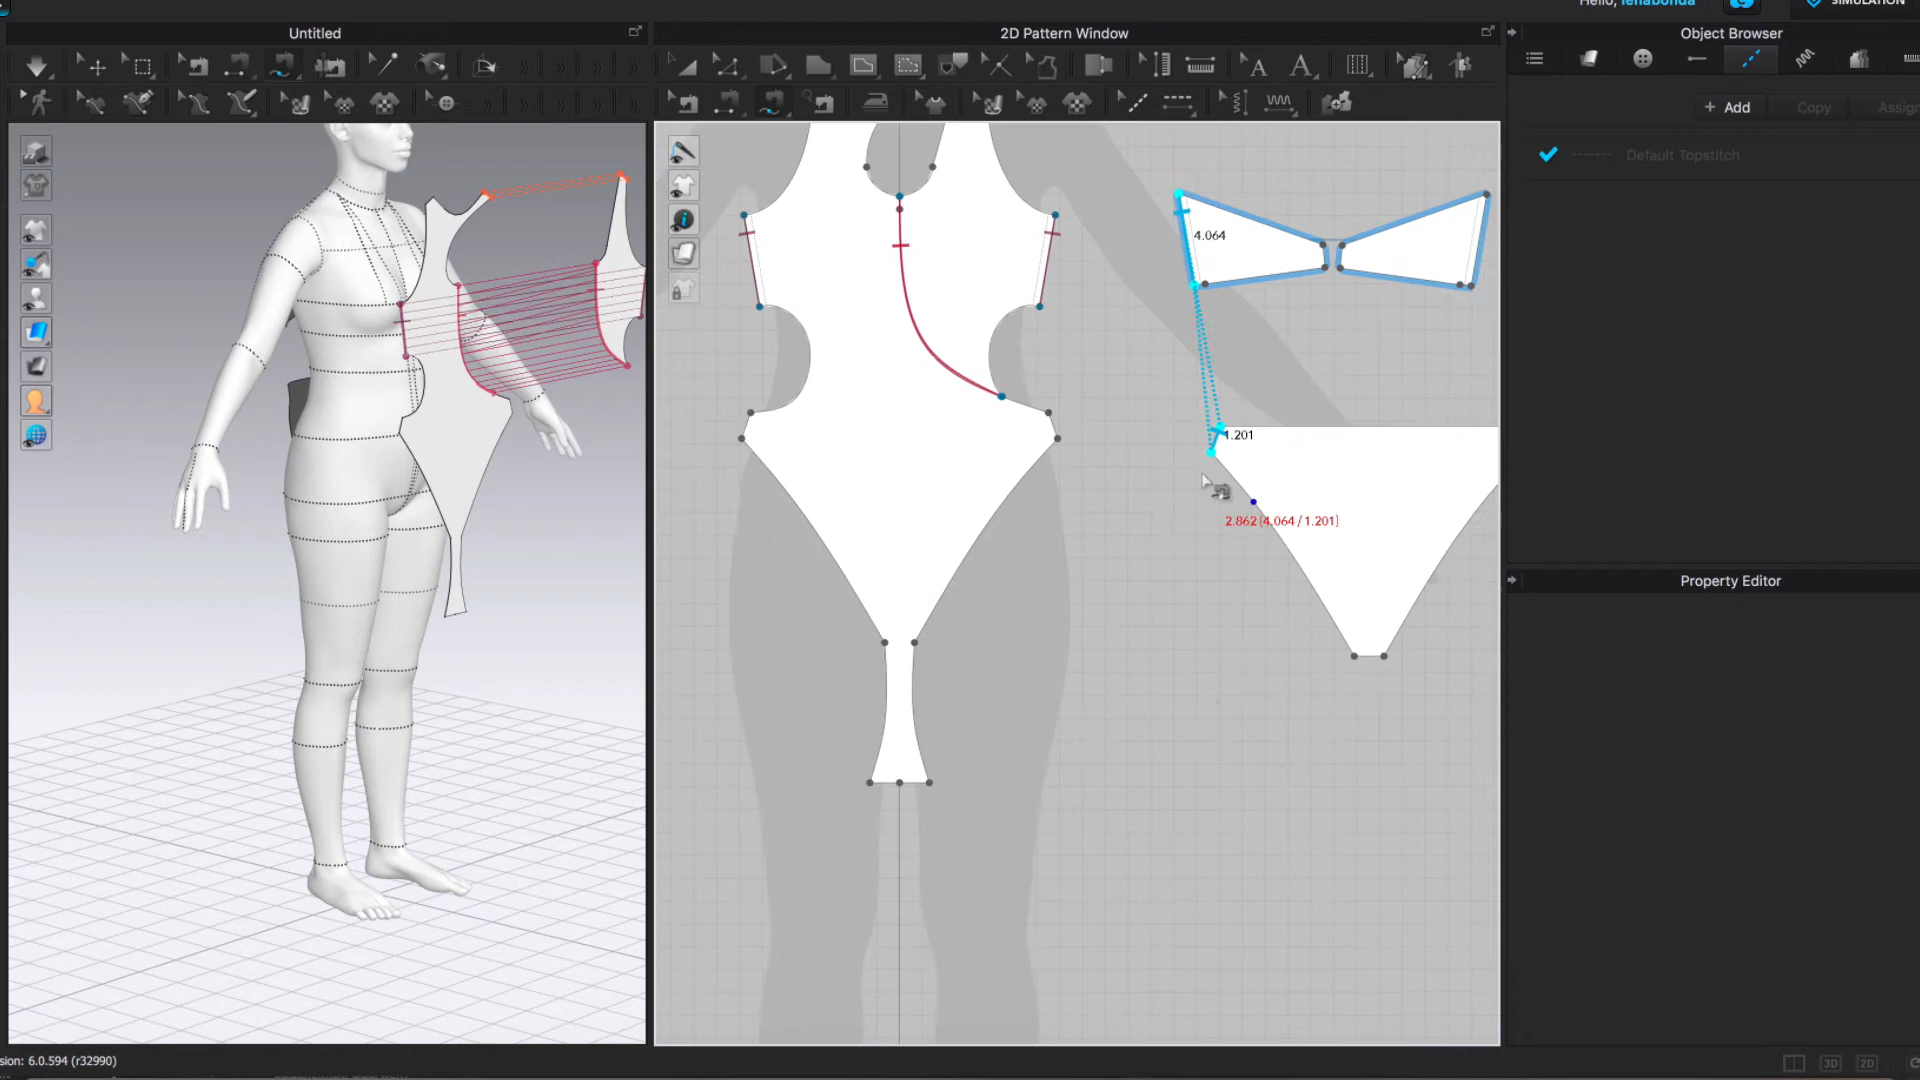 Hello, lenabonda
SIMULATION
Untitled
2D Pattern Window
Object Browser
+ Add
Copy
Assign
Default Topstitch
4.064
1.201
2.862 [4.064 / 1.201]
Property Editor
sion: 6.0.594 (r32990)
3D
2D